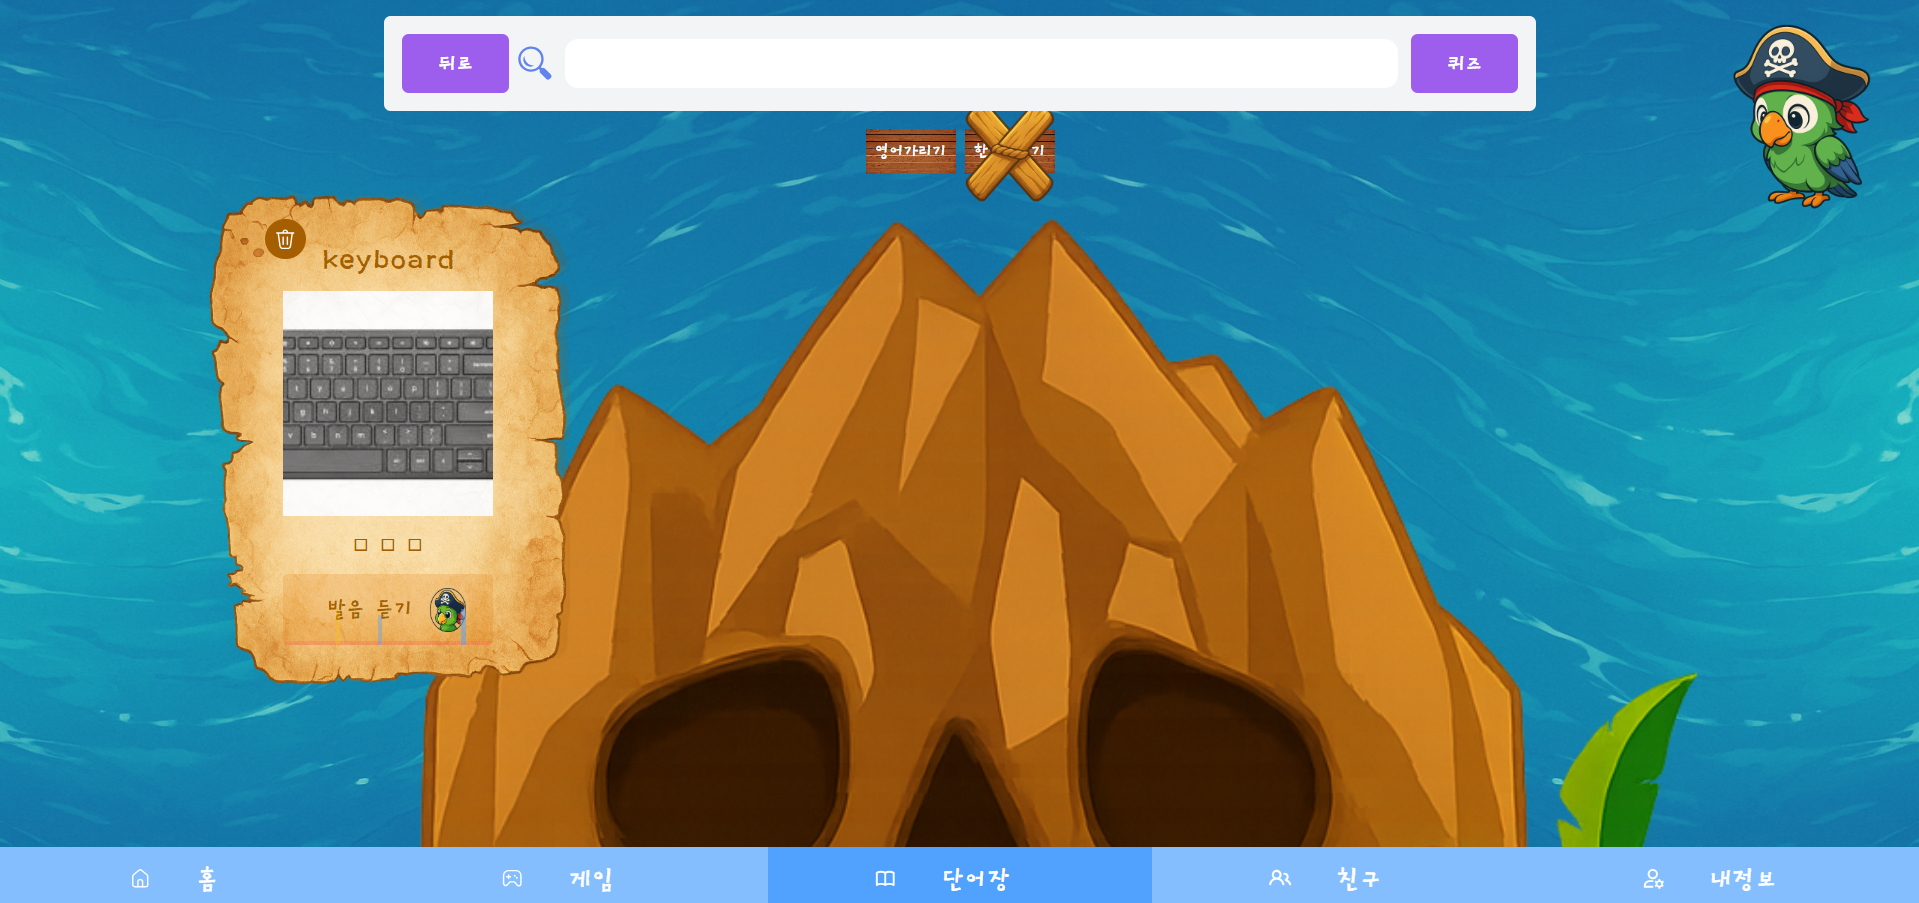 뒤로
퀴즈
영어가리기
한 기
keyboard
□ □ □
발음 듣기
홈
게임
단어장
친구
내정보